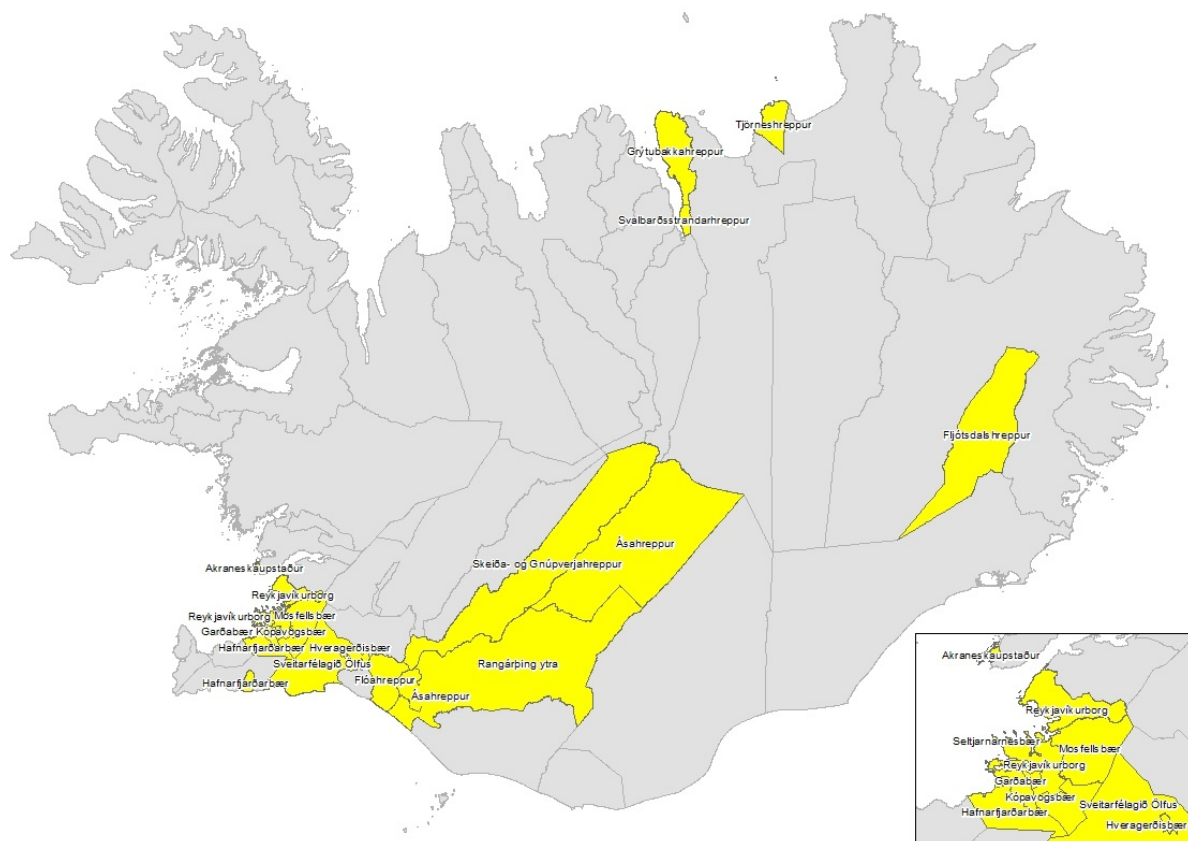 Tjörneshreppur
Grýtubakkahreppur
Svalbarðsstrandarhreppur
Fljótsdalshreppur
Ásahreppur
Skeiða- og Gnúpverjahreppur
Akraneskaupstaður
Reykjavíkurborg
Reykjavíkurborg
Mosfellsbær
Garðabær
Kópavogsbær
Hafnarfjarðarbær
Hveragerðisbær
Sveitarfélagið Ölfus
Rangárþing ytra
Flóahreppur
Hafnarfjarðarbær
Ásahreppur
Akraneskaupstaður
Reykjavíkurborg
Seltjarnarnesbær
Mosfellsbær
Reykjavíkurborg
Garðabær
Kópavogsbær
Sveitarfélagið Ölfus
Hafnarfjarðarbær
Hveragerðisbær